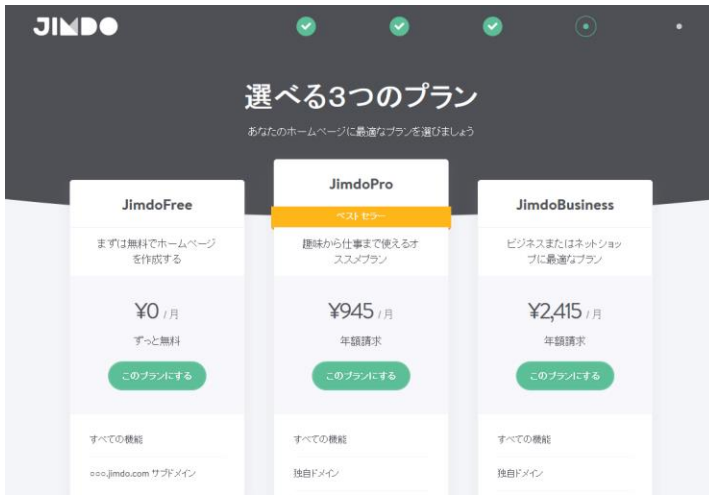 JIMDO
選べる3つのプラン
あなたのホームページに最適なプランを選びましょう
JimdoFree
まずは無料でホームページ
を作成する
¥0 / 月
ずっと無料
このプランにする
すべての機能
○○○.jimdo.com サブドメイン
JimdoPro
ベストセラー
趣味から仕事まで使えるオ
ススメプラン
¥945 / 月
年額請求
このプランにする
すべての機能
独自ドメイン
JimdoBusiness
ビジネスまたはネットショッ
プに最適なプラン
¥2,415 / 月
年額請求
このプランにする
すべての機能
独自ドメイン